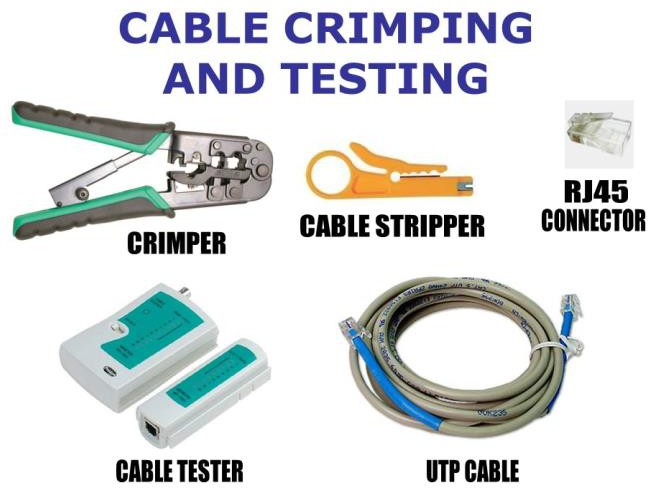 CABLE CRIMPING
AND TESTING
CRIMPER
CABLE STRIPPER
RJ45
CONNECTOR
CABLE TESTER
UTP CABLE